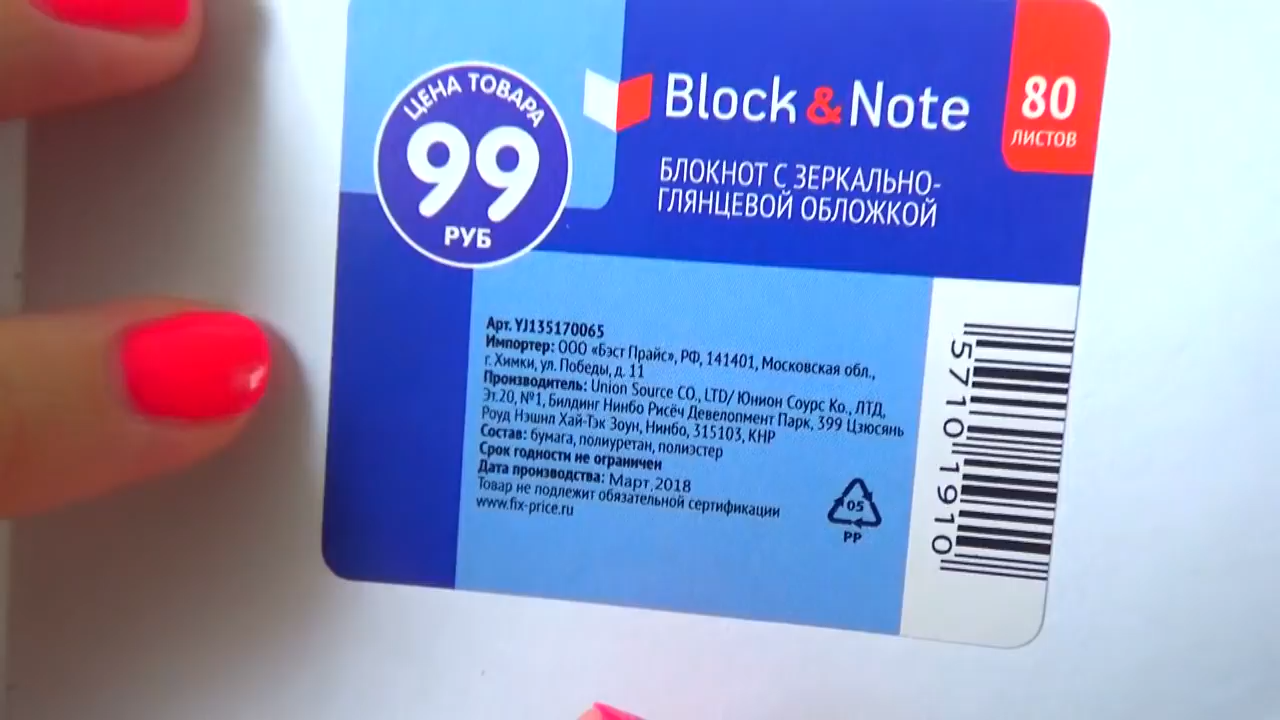 ЦЕНА ТОВАРА
99
РУБ
Block & Note
80
ЛИСТОВ
БЛОКНОТ С ЗЕРКАЛЬНО-
ГЛЯНЦЕВОЙ ОБЛОЖКОЙ
Арт. YJ135170065
Импортер: ООО «Бэст Прайс», РФ, 141401, Московская обл.,
г. Химки, ул. Победы, д. 11
Производитель: Union Source CO., LTD/ Юнион Соурс Ко., ЛТД,
Эт.20, №1, Билдинг Нинбо Рисёч Девелопмент Парк, 399 Цзюсянь
Роуд Нэшнл Хай-Тэк Зоун, Нинбо, 315103, КНР
Состав: бумага, полиуретан, полиэстер
Срок годности не ограничен
Дата производства: Март,2018
Товар не подлежит обязательной сертификации
www.fix-price.ru
05
PP
57101910